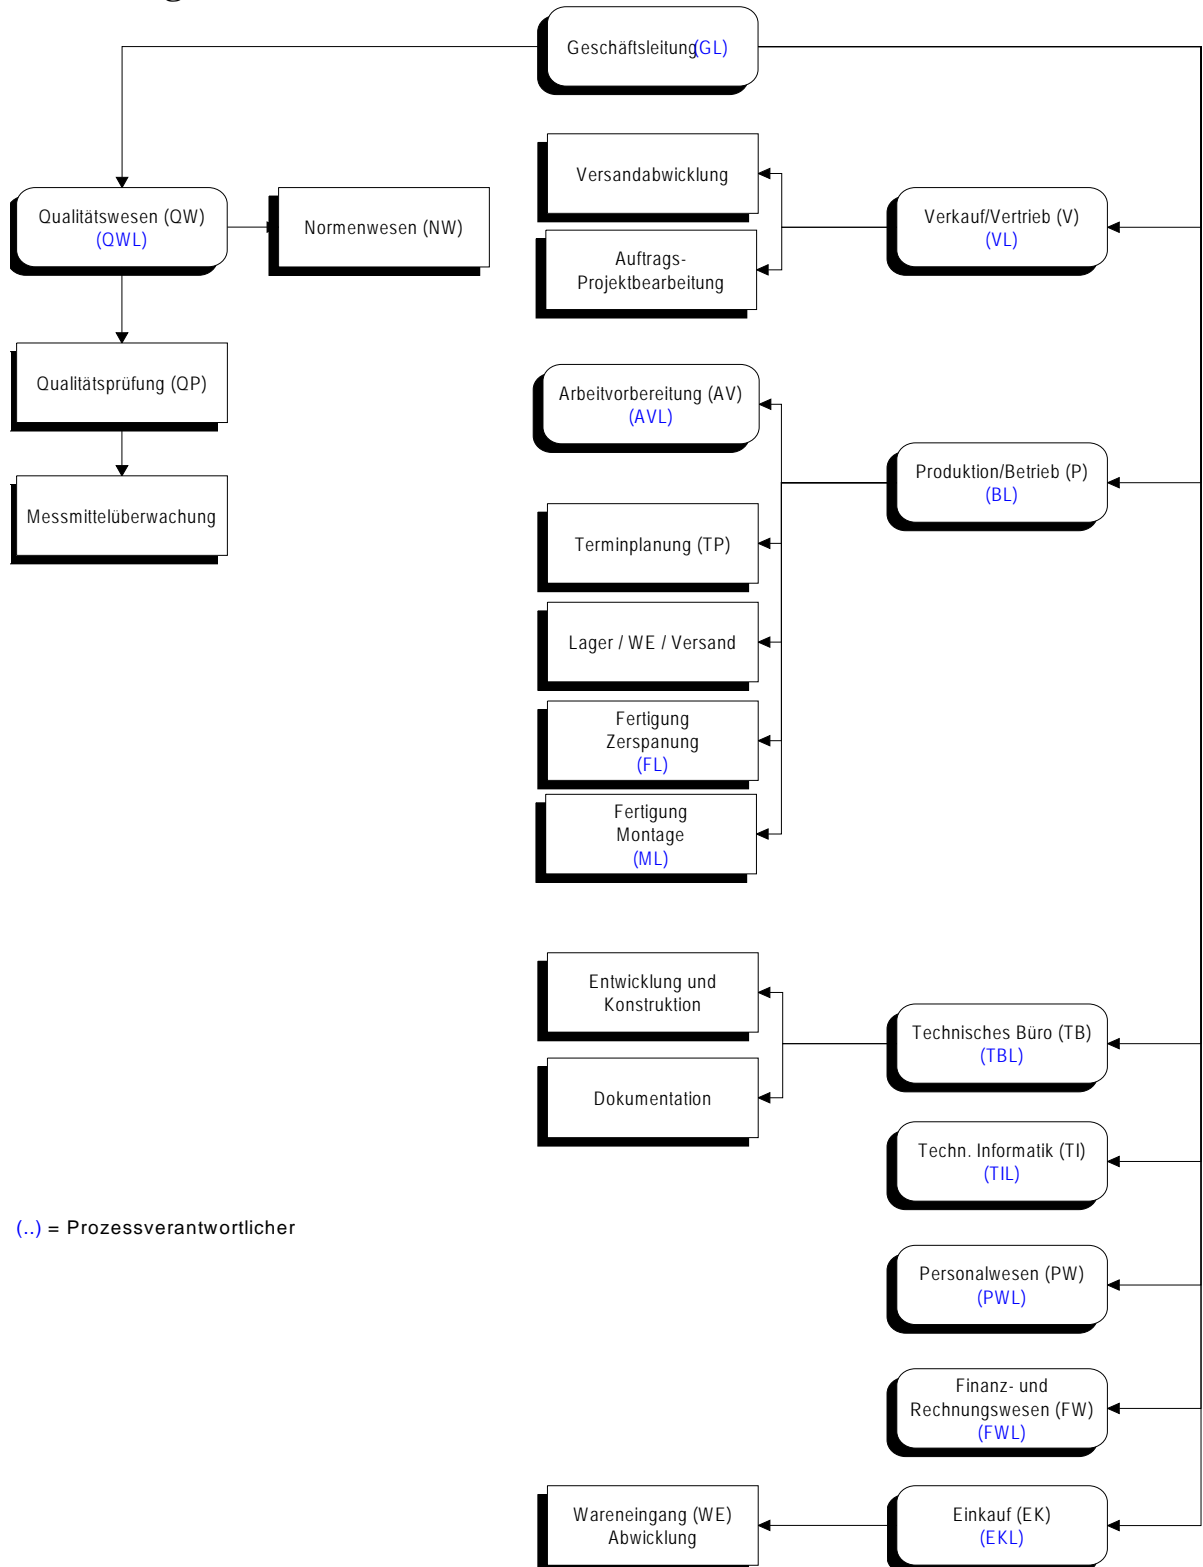 Geschäftsleitung(GL)
Versandabwicklung
Qualitätswesen (QW)
(QWL)
Normenwesen (NW)
Verkauf/Vertrieb (V)
(VL)
Auftrags-
Projektbearbeitung
Qualitätsprüfung (QP)
Arbeitvorbereitung (AV)
(AVL)
Produktion/Betrieb (P)
(BL)
Messmittelüberwachung
Terminplanung (TP)
Lager / WE / Versand
Fertigung
Zerspanung
(FL)
Fertigung
Montage
(ML)
Entwicklung und
Konstruktion
Technisches Büro (TB)
(TBL)
Dokumentation
Techn. Informatik (TI)
(TIL)
(..) = Prozessverantwortlicher
Personalwesen (PW)
(PWL)
Finanz- und
Rechnungswesen (FW)
(FWL)
Wareneingang (WE)
Abwicklung
Einkauf (EK)
(EKL)